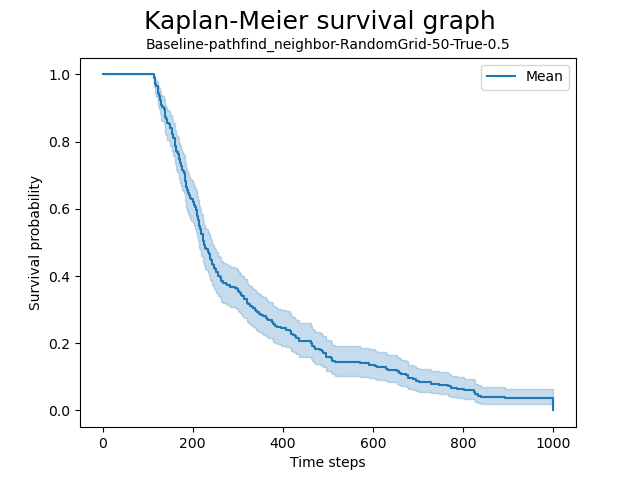 Kaplan-Meier survival graph
Baseline-pathfind_neighbor-RandomGrid-50-True-0.5
Mean
Survival probability
1.0
0.8
0.6
0.4
0.2
0.0
0 200 400 600 800 1000
Time steps